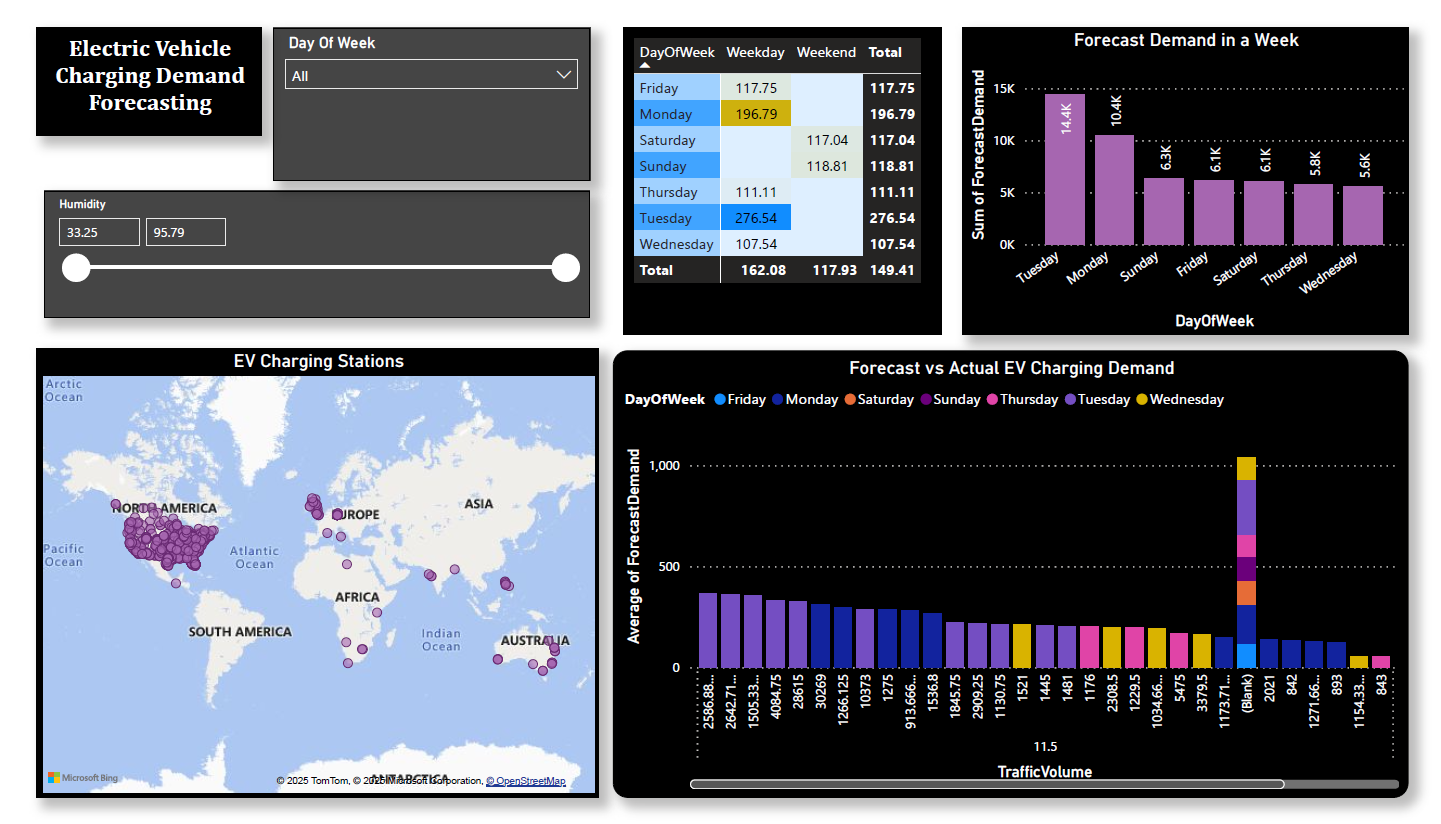 Electric Vehicle
Charging Demand
Forecasting
Day Of Week
All
Humidity
33.25 95.79
DayOfWeek Weekday Weekend Total
Friday 117.75 117.75
Monday 196.79 196.79
Saturday 117.04 117.04
Sunday 118.81 118.81
Thursday 111.11 111.11
Tuesday 276.54 276.54
Wednesday 107.54 107.54
Total 162.08 117.93 149.41
Forecast Demand in a Week
Sum of ForecastDemand
15K
10K
5K
0K
14.4K 10.4K 6.3K 6.1K 6.1K 5.8K 5.6K
Tuesday Monday Sunday Friday Saturday Thursday Wednesday
DayOfWeek
EV Charging Stations
Arctic
Ocean
NORTH AMERICA
EUROPE
ASIA
Pacific
Ocean
Atlantic
Ocean
AFRICA
SOUTH AMERICA
Indian
Ocean
AUSTRALIA
ANTARCTICA
Microsoft Bing
© 2025 TomTom, © 2025 Microsoft Corporation, © OpenStreetMap
Forecast vs Actual EV Charging Demand
DayOfWeek Friday Monday Saturday Sunday Thursday Tuesday Wednesday
Average of ForecastDemand
1,000
500
0
2586.88... 2642.71... 1505.33... 4084.75 28615 30269 1266.125 10373 1275 913.666... 1536.8 1845.75 2909.25 1130.75 1521 1445 1481 1176 2308.5 1229.5 1034.66... 5475 3379.5 1173.71... (Blank) 2021 842 1271.66... 893 1154.33... 843
11.5
TrafficVolume